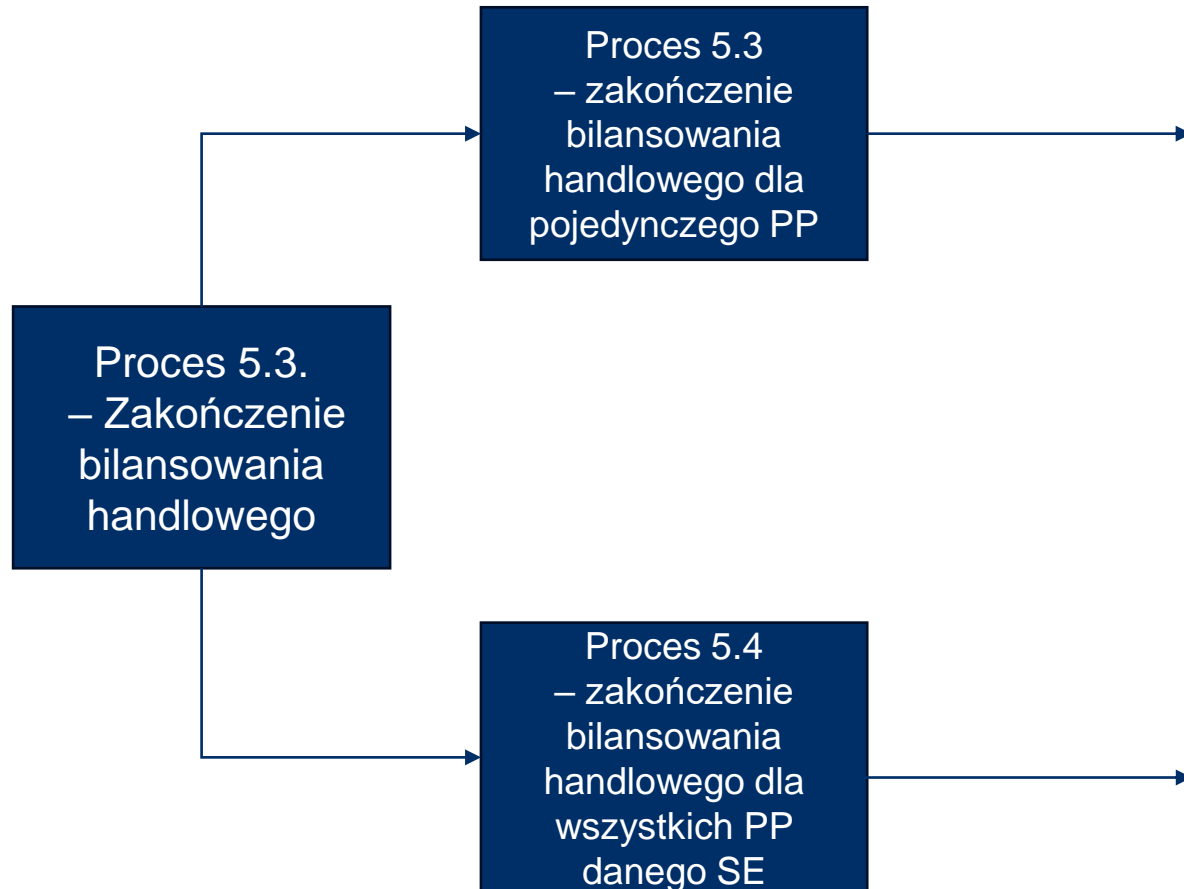 Proces 5.3
– zakończenie
bilansowania
handlowego dla
pojedynczego PP
Proces 5.3.
– Zakończenie
bilansowania
handlowego
Proces 5.4
– zakończenie
bilansowania
handlowego dla
wszystkich PP
danego SE